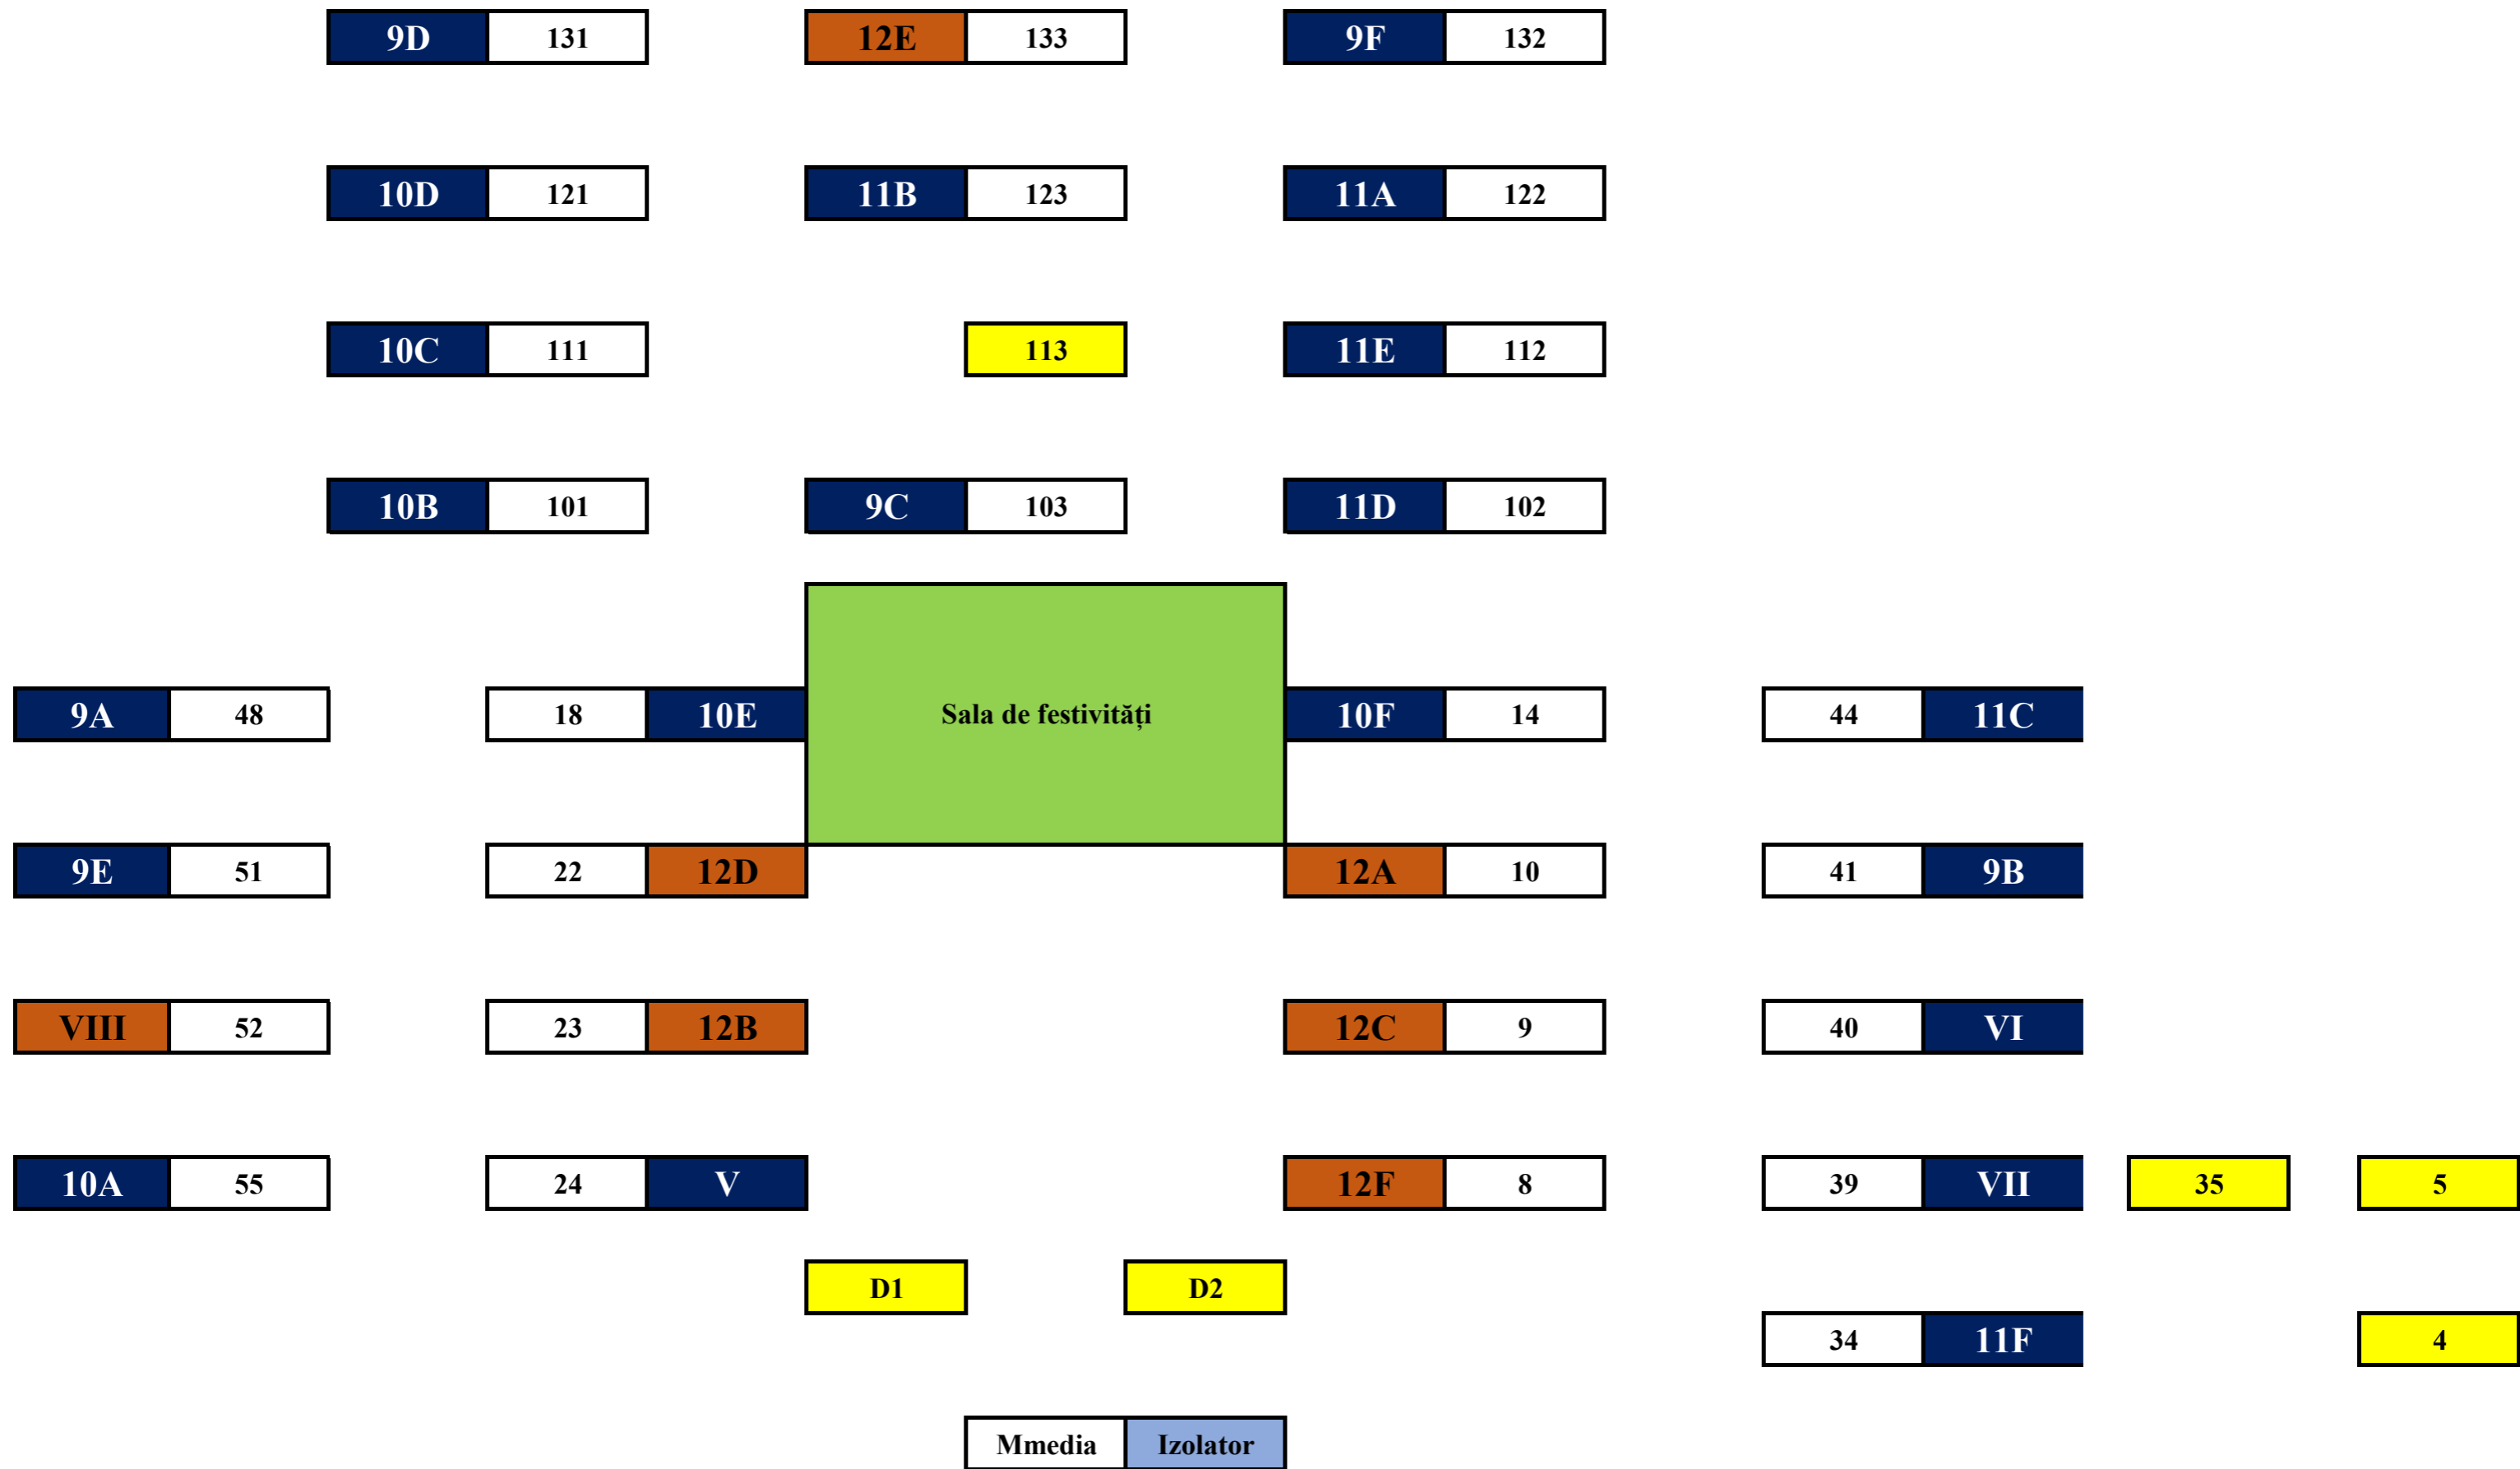 9D 131 12E 133 9F 132
10D 121 11B 123 11A 122
10C 111 113 11E 112
10B 101 9C 103 11D 102
9A 48 18 10E Sala de festivități 10F 14 44 11C
9E 51 22 12D 12A 10 41 9B
VIII 52 23 12B 12C 9 40 VI
10A 55 24 V 12F 8 39 VII 35 5
D1 D2
34 11F 4
Mmedia Izolator